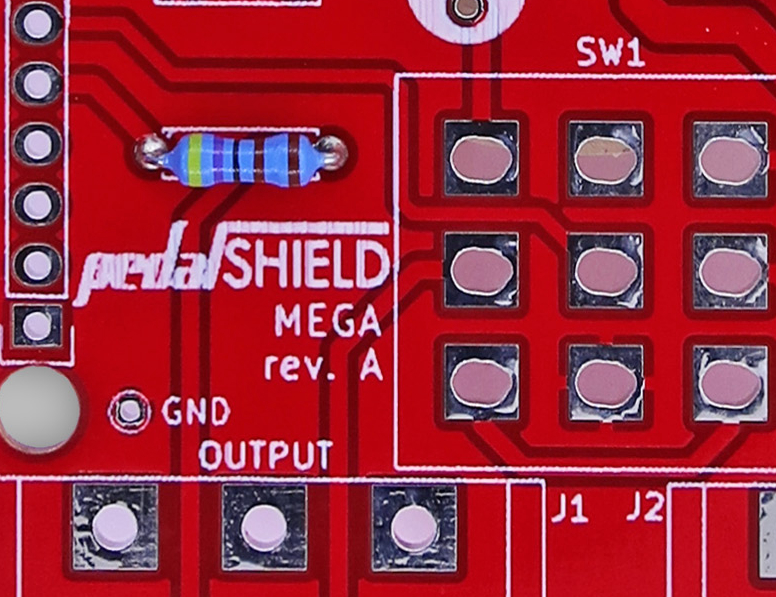 SW1
pedalSHIELD
MEGA
rev. A
GND
OUTPUT
J1 J2